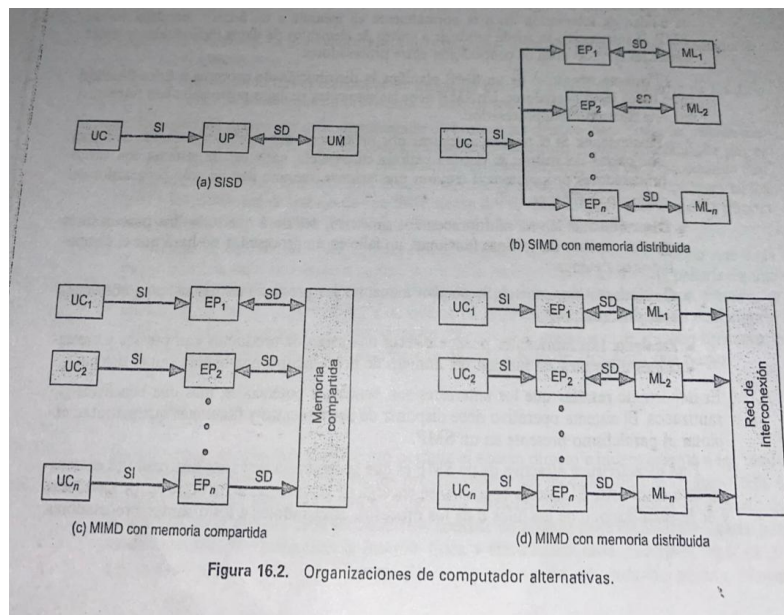 UC SI UP SD UM
(a) SISD
UC SI
EP₁ SD ML₁
EP₂ SD ML₂
EPₙ SD MLₙ
(b) SIMD con memoria distribuida
UC₁ SI EP₁ SD
UC₂ SI EP₂ SD
UCₙ SI EPₙ SD
Memoria
compartida
(c) MIMD con memoria compartida
UC₁ SI EP₁ SD ML₁
UC₂ SI EP₂ SD ML₂
UCₙ SI EPₙ SD MLₙ
Red de
interconexión
(d) MIMD con memoria distribuida
Figura 16.2. Organizaciones de computador alternativas.